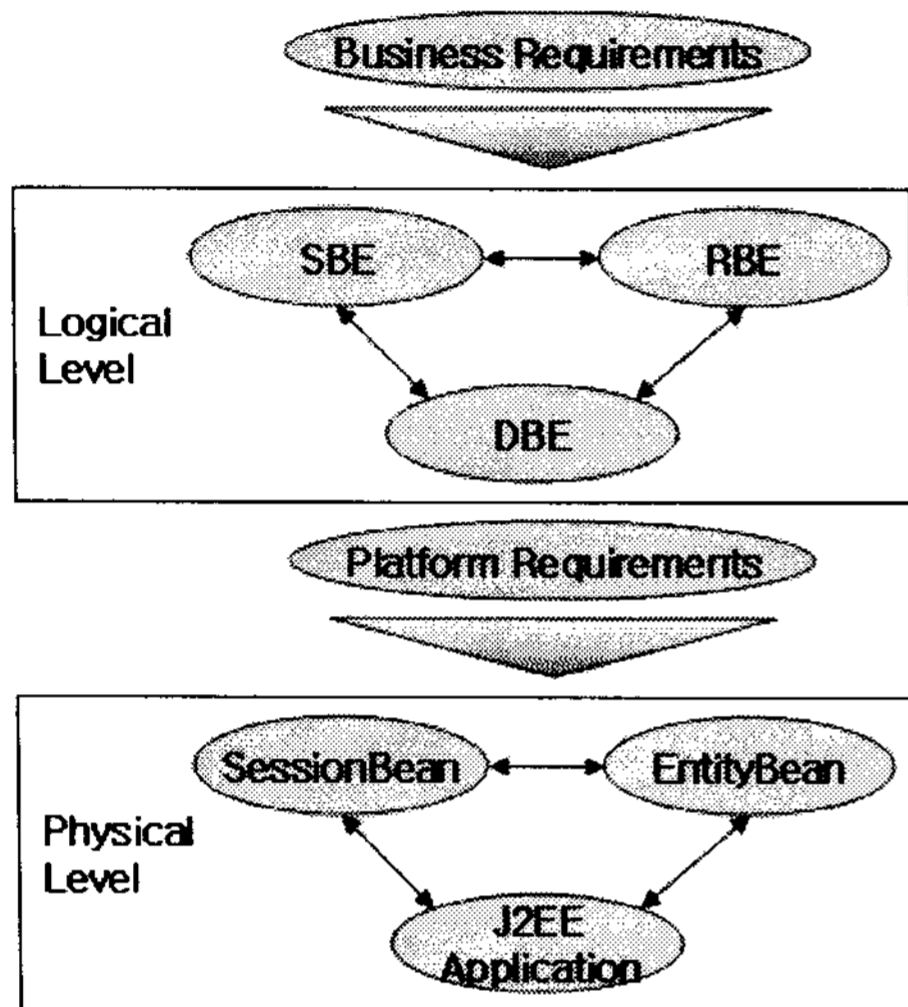 Business Requirements
SBE
RBE
Logical
Level
DBE
Platform Requirements
SessionBean
EntityBean
Physical
Level
J2EE
Application